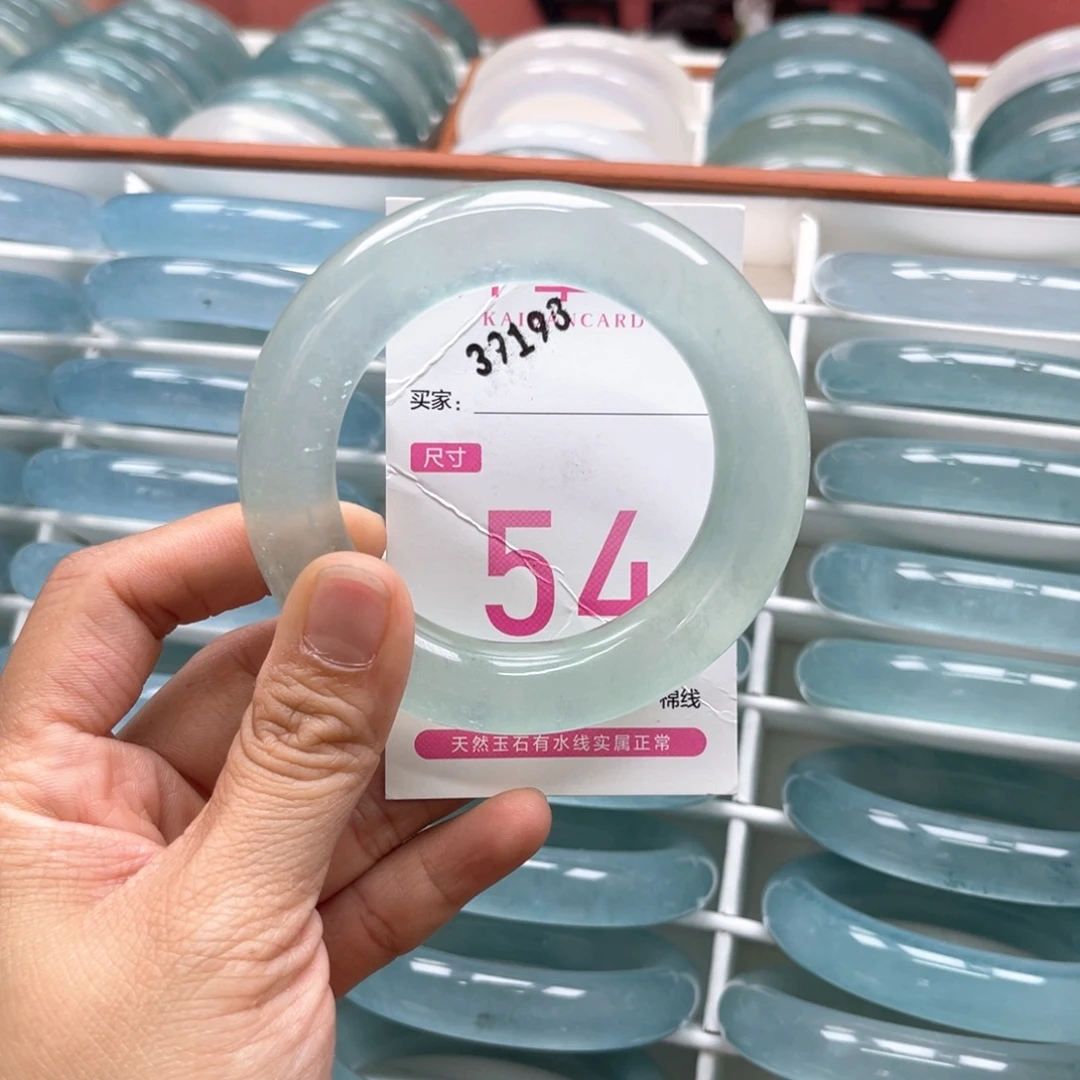 37193
买家：
尺寸
54
棉线
天然玉石有水线实属正常